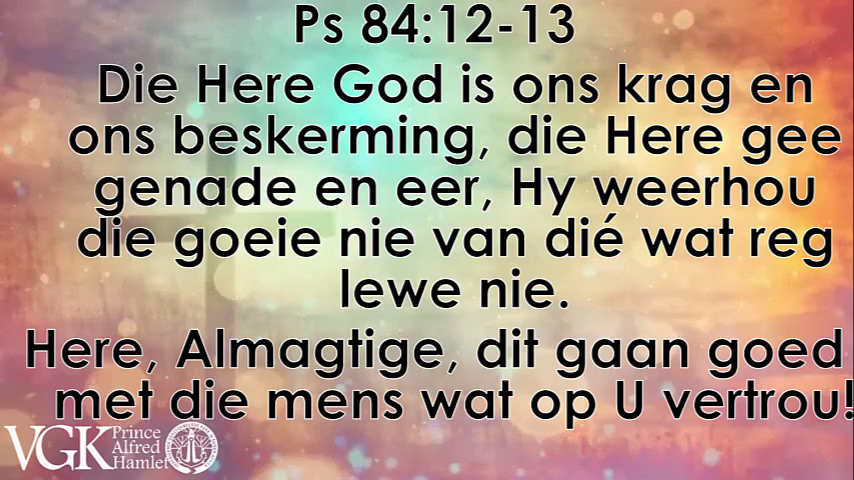 Ps 84:12-13
Die Here God is ons krag en
ons beskerming, die Here gee
genade en eer, Hy weerhou
die goeie nie van dié wat reg
lewe nie.
Here, Almagtige, dit gaan goed
met die mens wat op U vertrou!
VGK Prince
Alfred
Hamlet